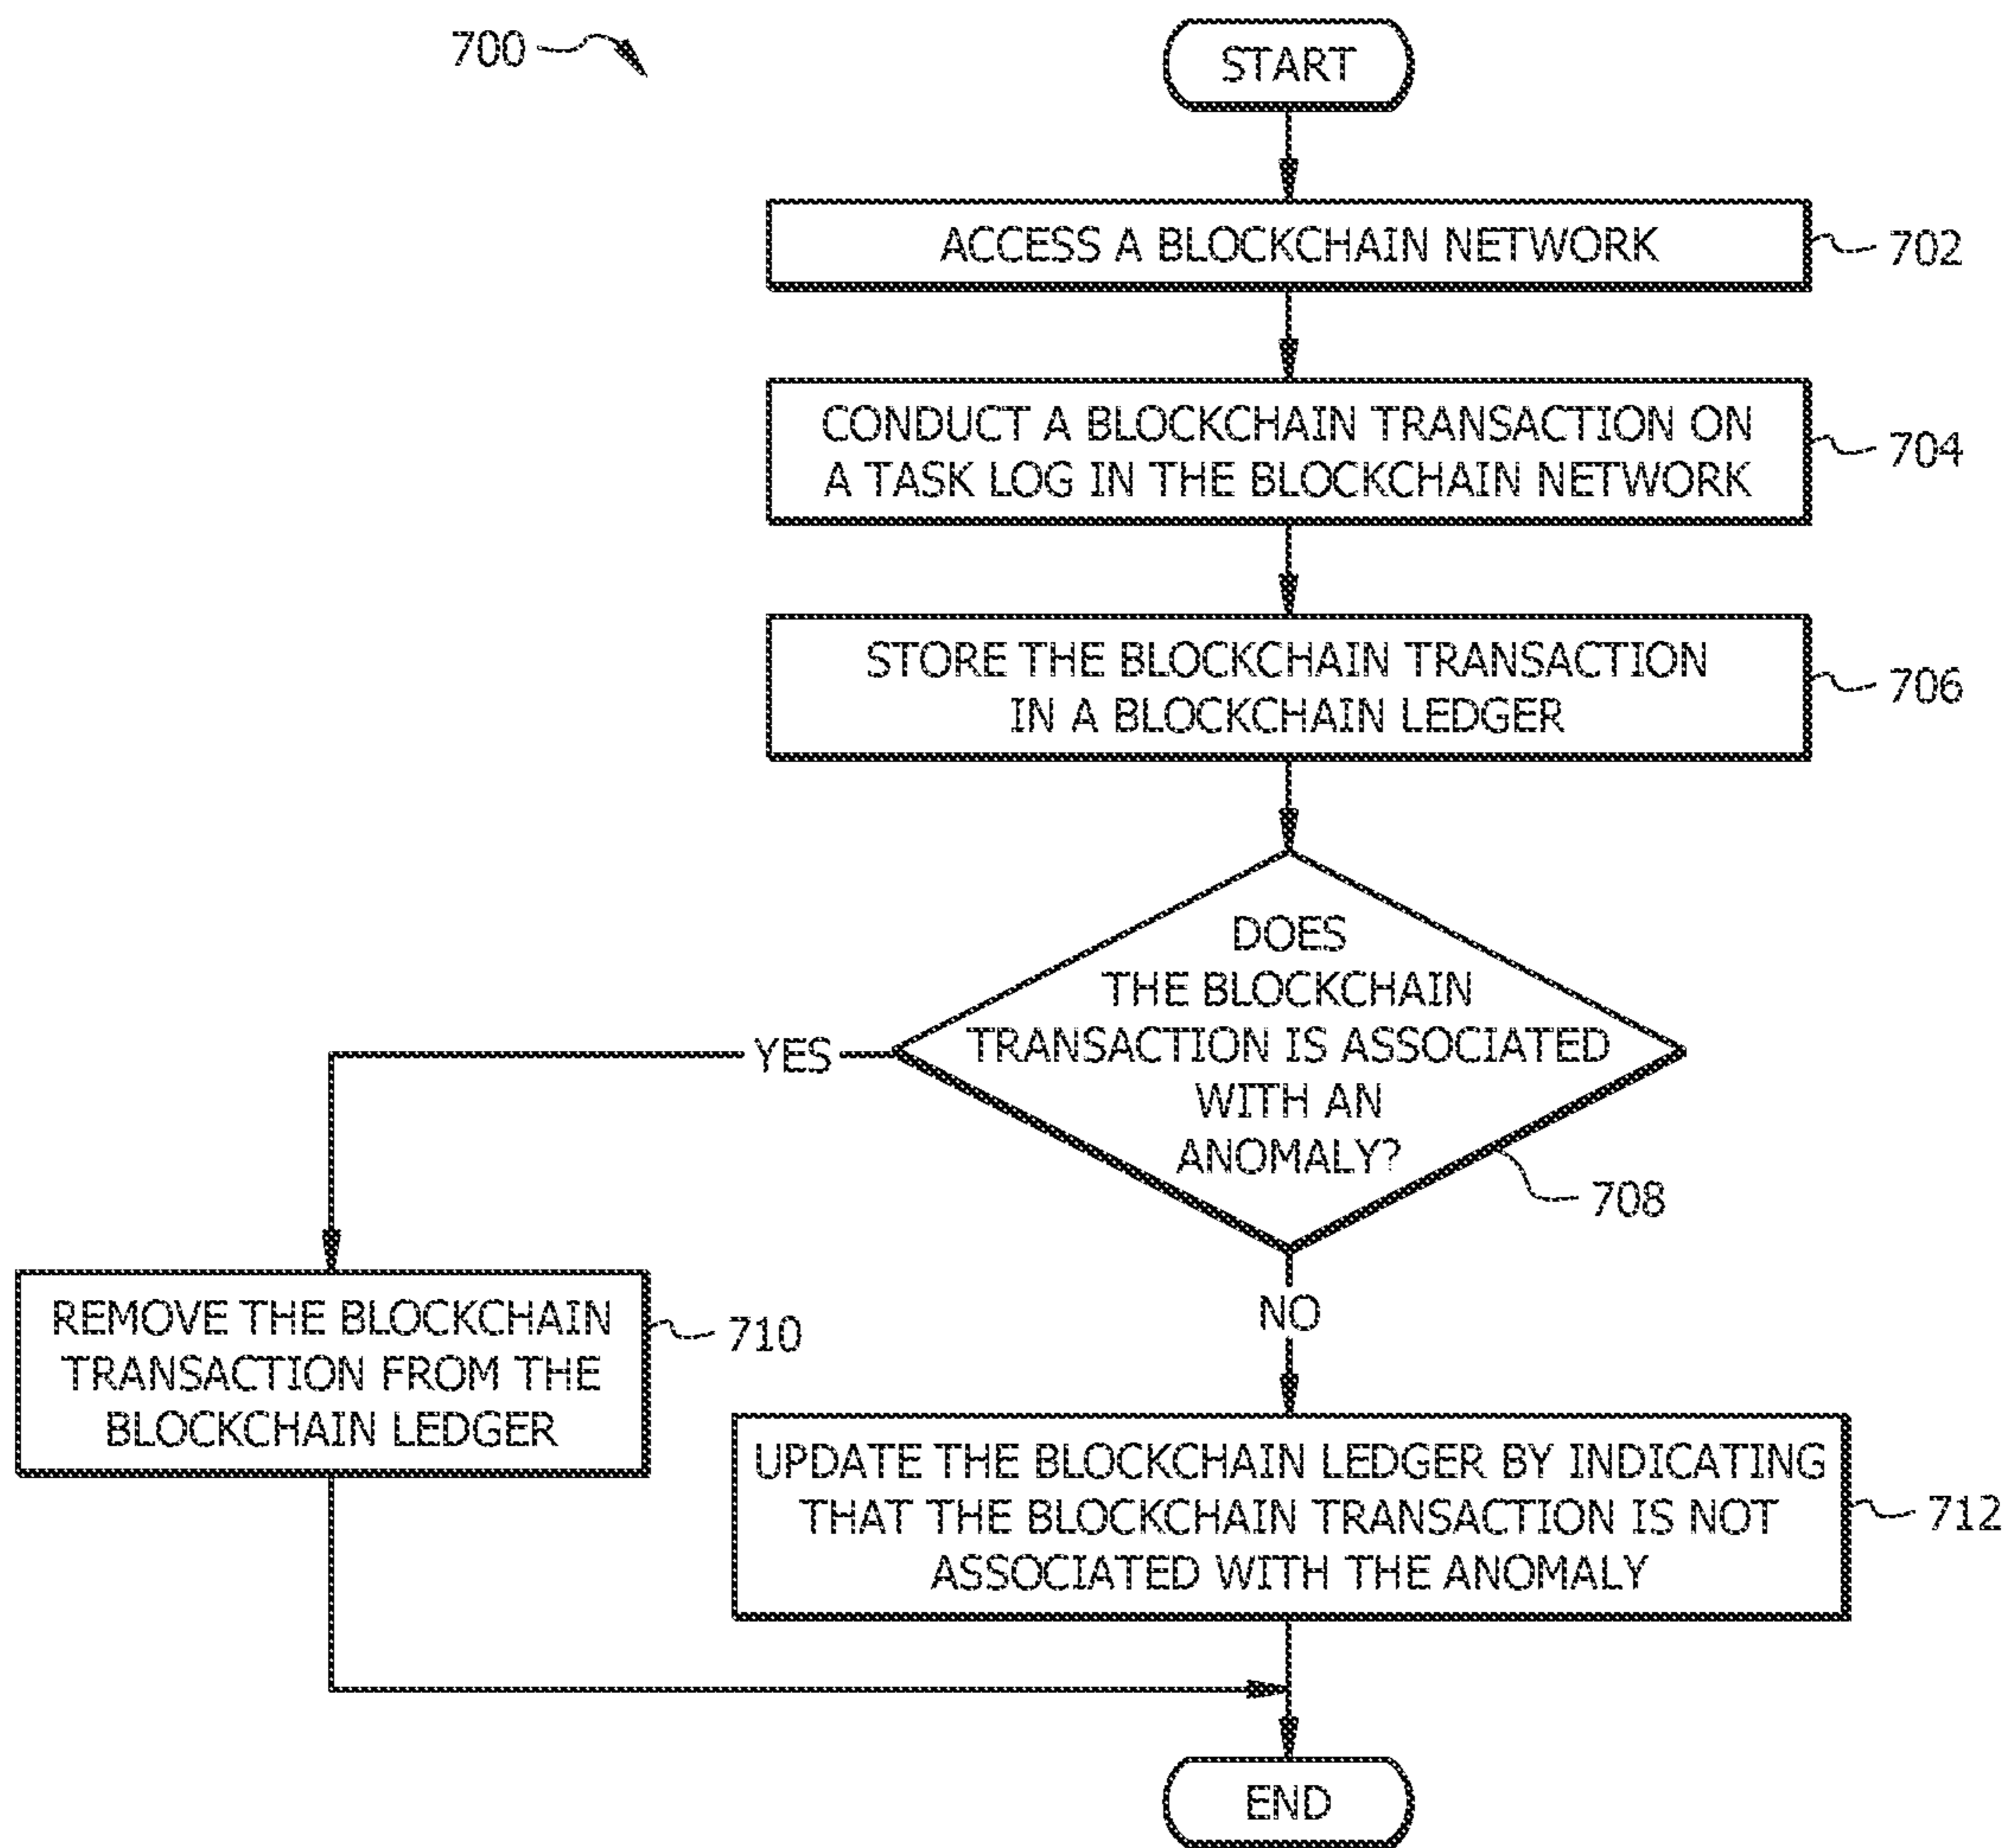 700
START
ACCESS A BLOCKCHAIN NETWORK
702
CONDUCT A BLOCKCHAIN TRANSACTION ON
A TASK LOG IN THE BLOCKCHAIN NETWORK
704
STORE THE BLOCKCHAIN TRANSACTION
IN A BLOCKCHAIN LEDGER
706
DOES
THE BLOCKCHAIN
TRANSACTION IS ASSOCIATED
WITH AN
ANOMALY?
708
YES
REMOVE THE BLOCKCHAIN
TRANSACTION FROM THE
BLOCKCHAIN LEDGER
710
NO
UPDATE THE BLOCKCHAIN LEDGER BY INDICATING
THAT THE BLOCKCHAIN TRANSACTION IS NOT
ASSOCIATED WITH THE ANOMALY
712
END